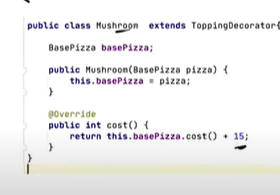 public class Mushroom extends ToppingDecorator{
BasePizza basePizza;
public Mushroom(BasePizza pizza) {
this.basePizza = pizza;
}
@Override
public int cost() {
return this.basePizza.cost() + 15;
}
}